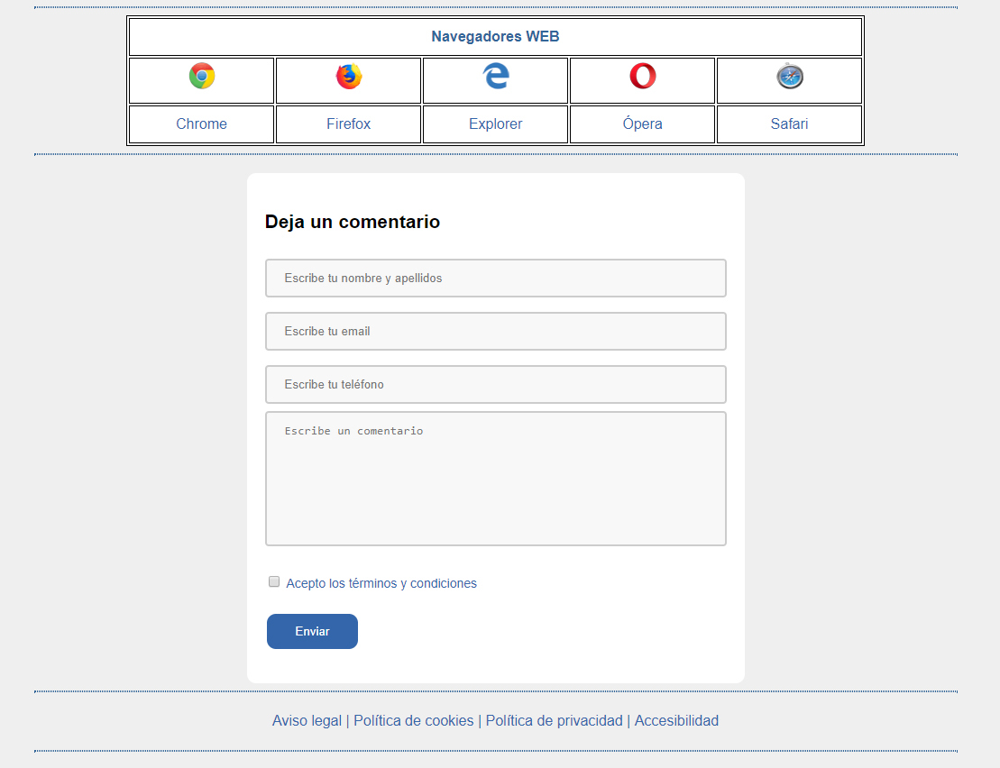 Navegadores WEB
Chrome Firefox Explorer Ópera Safari
Deja un comentario
Escribe tu nombre y apellidos
Escribe tu email
Escribe tu teléfono
Escribe un comentario
Acepto los términos y condiciones
Enviar
Aviso legal | Política de cookies | Política de privacidad | Accesibilidad